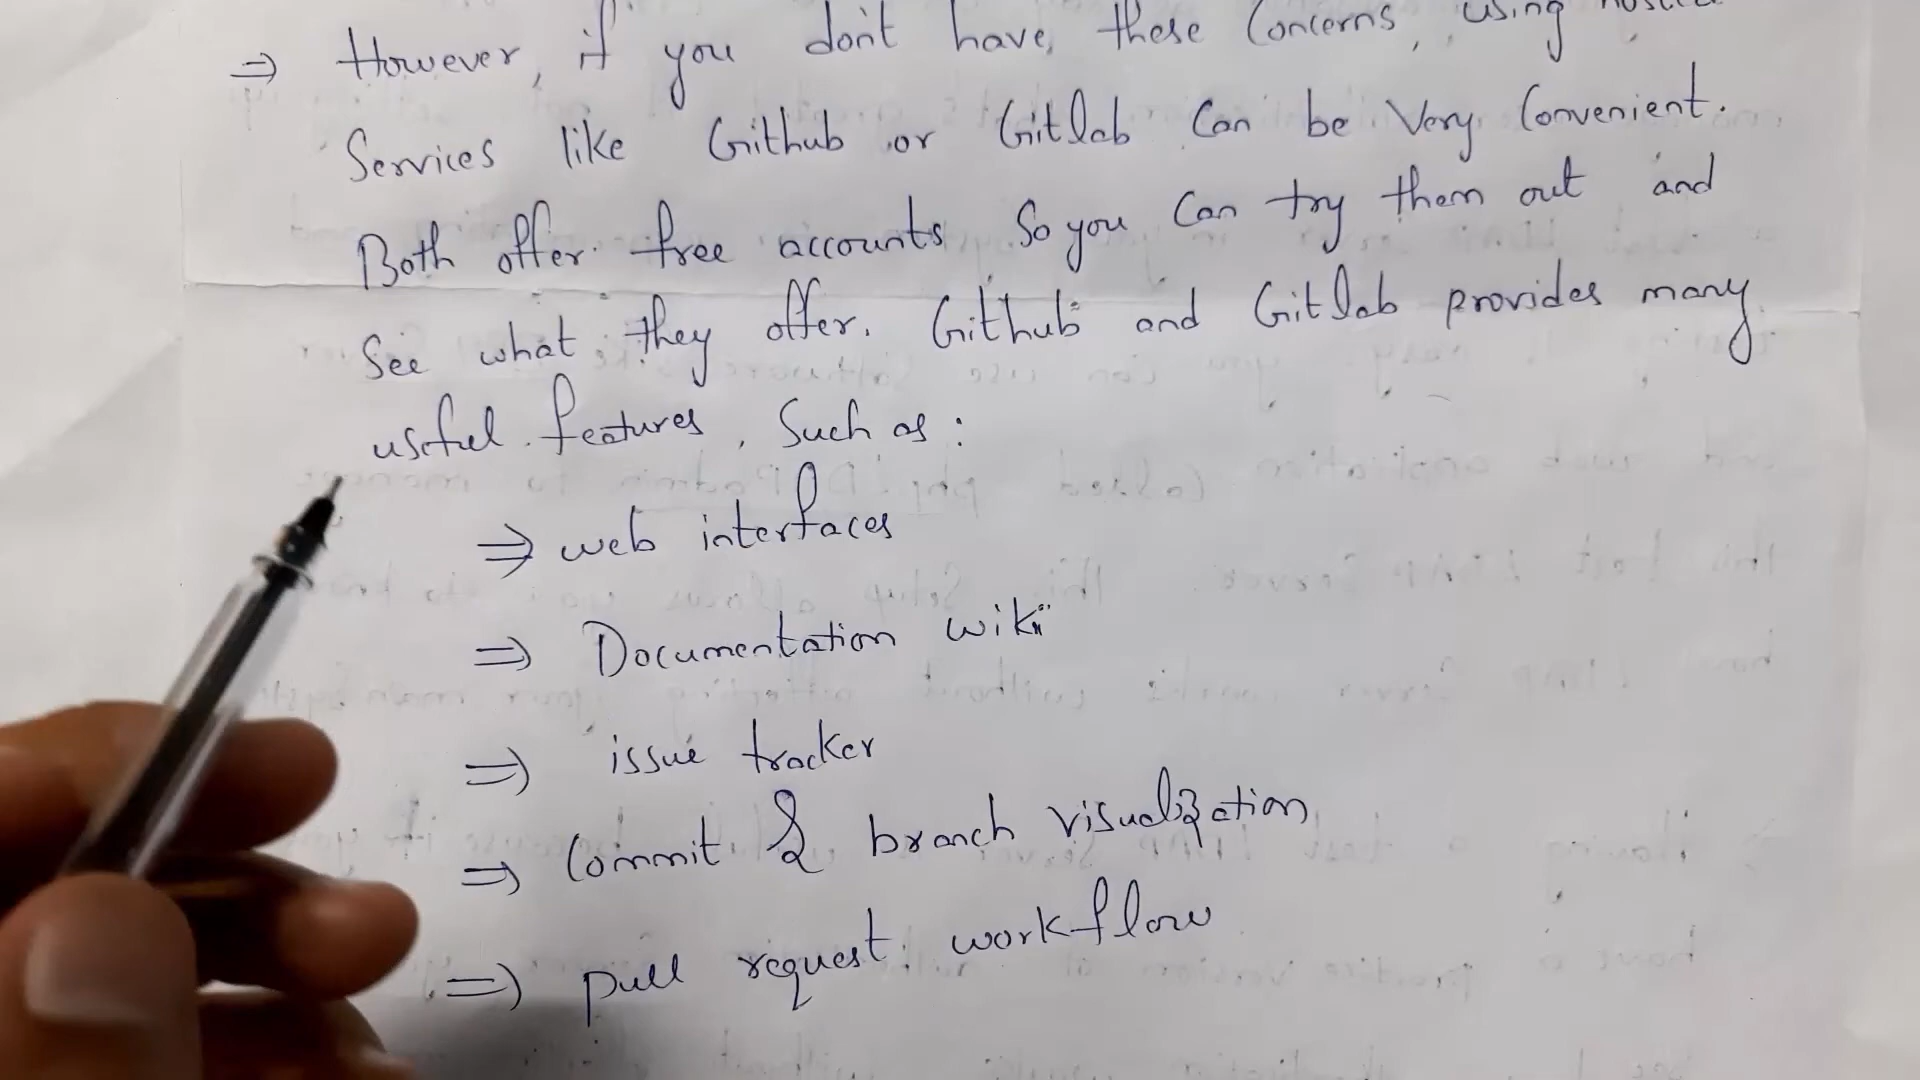 ⇒ However, if you don't have, these Concerns, using hosted
Services like Github or Gitlab Can be Very Convenient.
Both offer free accounts So you Can try them out and
See what they offer. Github and Gitlab provides many
useful features, Such as:
⇒ web interfaces
⇒ Documentation wiki
⇒ issue tracker
⇒ Commit & branch visualization
⇒ pull request workflow